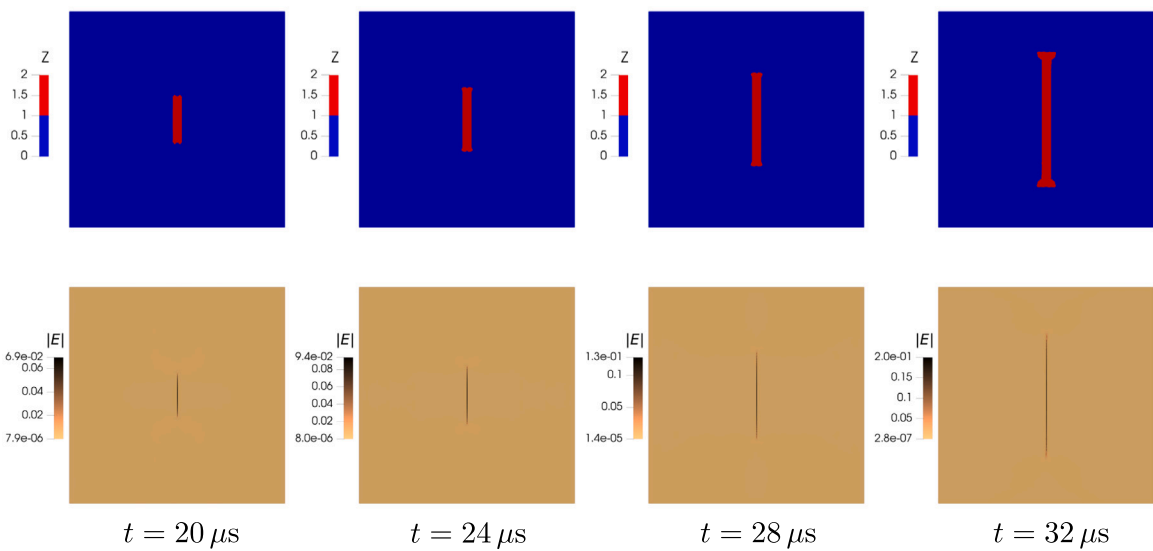 Z Z Z Z
2 2 2 2
1.5 1.5 1.5 1.5
1 1 1 1
0.5 0.5 0.5 0.5
0 0 0 0
|E| |E| |E| |E|
6.9e-02 9.4e-02 1.3e-01 2.0e-01
0.06 0.08 0.1 0.15
0.04 0.06 0.05 0.1
0.02 0.04 1.4e-05 0.05
7.9e-06 0.02 2.8e-07
8.0e-06
t = 20 μs t = 24 μs t = 28 μs t = 32 μs